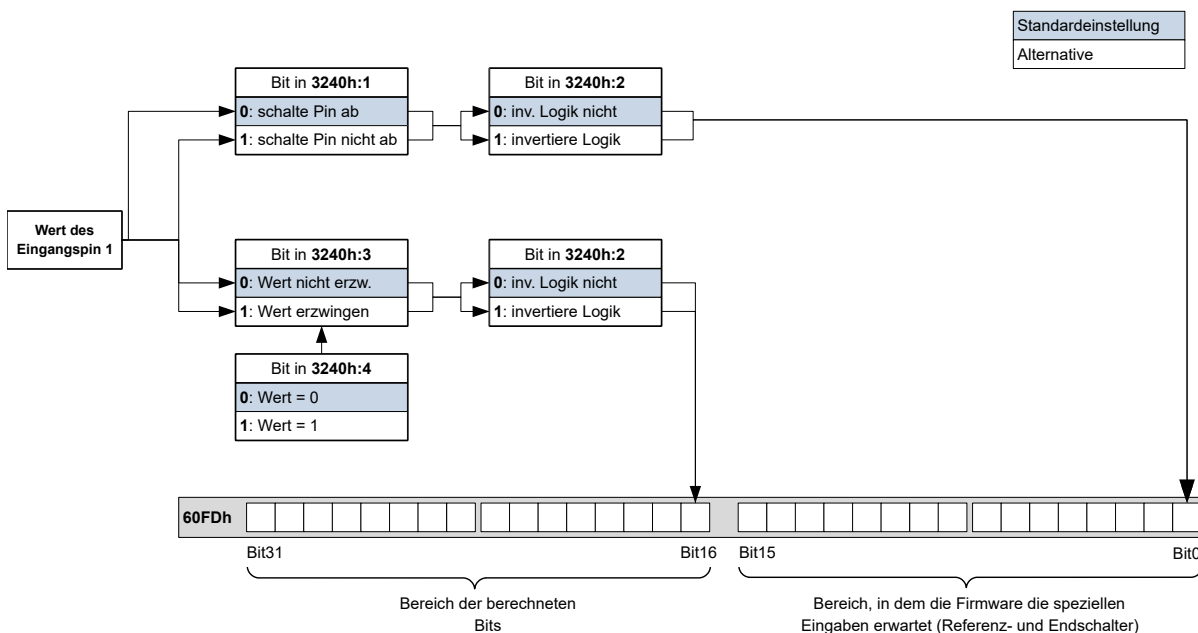 Standardeinstellung
Alternative
Bit in 3240h:1
0: schalte Pin ab
1: schalte Pin nicht ab
Bit in 3240h:2
0: inv. Logik nicht
1: invertiere Logik
Wert des
Eingangspin 1
Bit in 3240h:3
0: Wert nicht erzw.
1: Wert erzwingen
Bit in 3240h:2
0: inv. Logik nicht
1: invertiere Logik
Bit in 3240h:4
0: Wert = 0
1: Wert = 1
60FDh
Bit31
Bit16
Bit15
Bit0
Bereich der berechneten
Bits
Bereich, in dem die Firmware die speziellen
Eingaben erwartet (Referenz- und Endschalter)